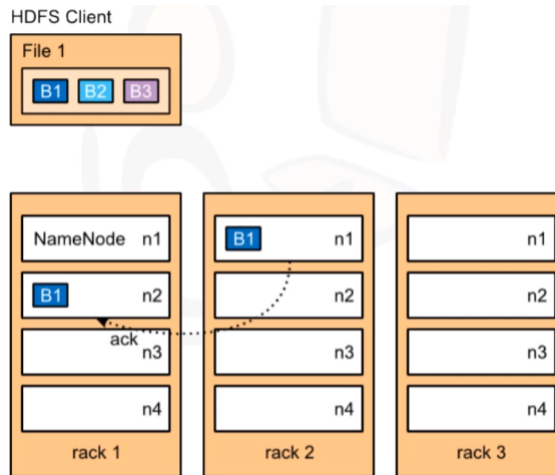 HDFS Client
File 1
B1 B2 B3
NameNode n1
B1 n2
ack
n3
n4
rack 1
B1 n1
n2
n3
n4
rack 2
n1
n2
n3
n4
rack 3